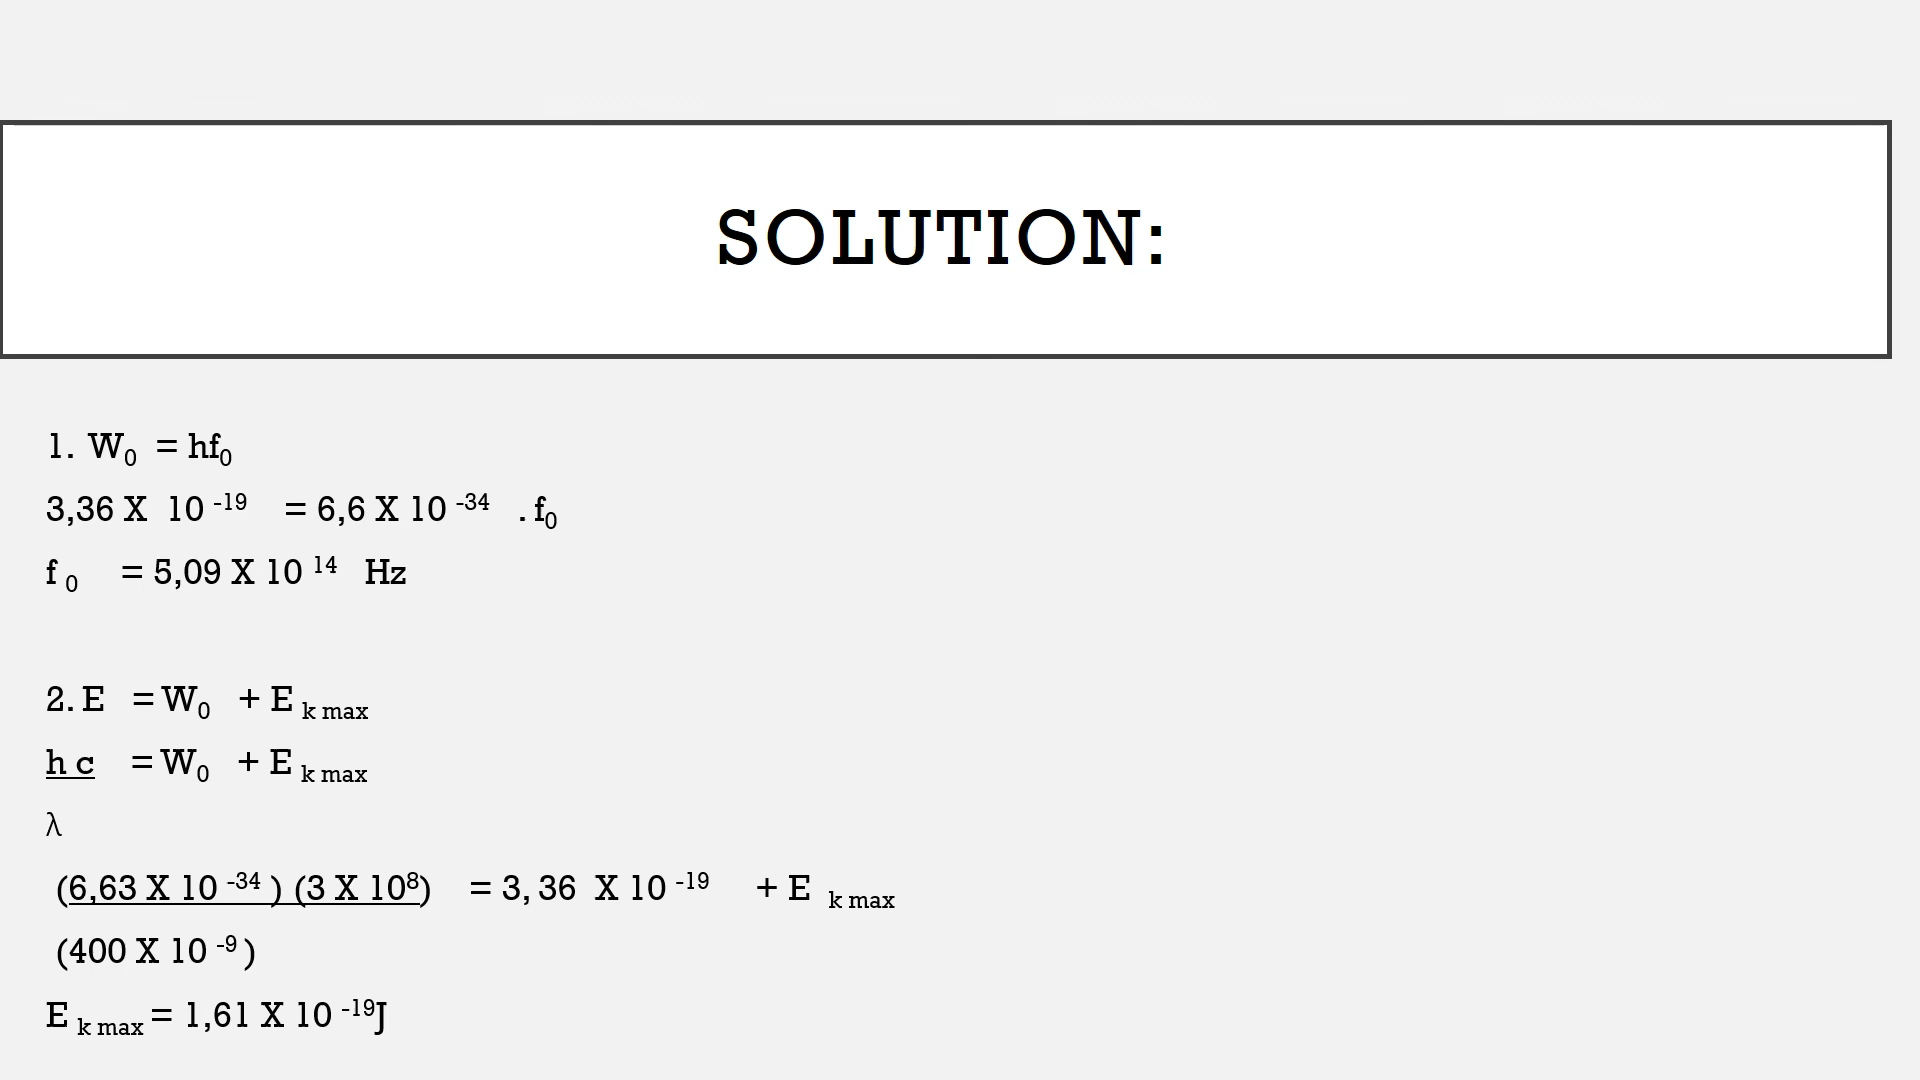 SOLUTION:
1. W₀ = hf₀
3,36 X 10 ⁻¹⁹ = 6,6 X 10 ⁻³⁴ . f₀
f ₀ = 5,09 X 10 ¹⁴ Hz
2. E = W₀ + E k max
h c = W₀ + E k max
λ
(6,63 X 10 ⁻³⁴ ) (3 X 10⁸) = 3, 36 X 10 ⁻¹⁹ + E k max
(400 X 10 ⁻⁹ )
E k max = 1,61 X 10 ⁻¹⁹J